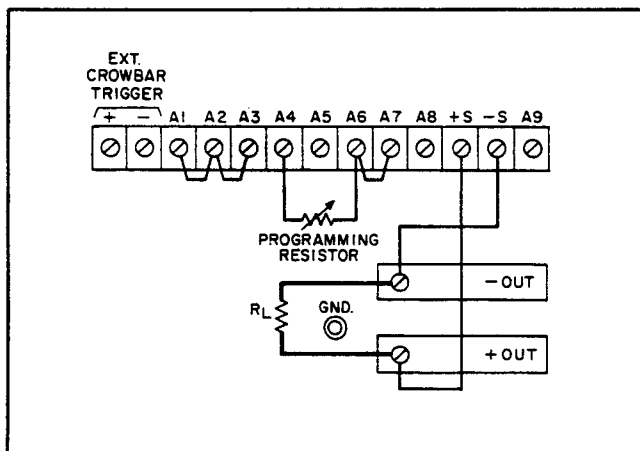 EXT.
CROWBAR
TRIGGER
+ - A1 A2 A3 A4 A5 A6 A7 A8 +S -S A9
PROGRAMMING
RESISTOR
- OUT
RL
GND.
+ OUT